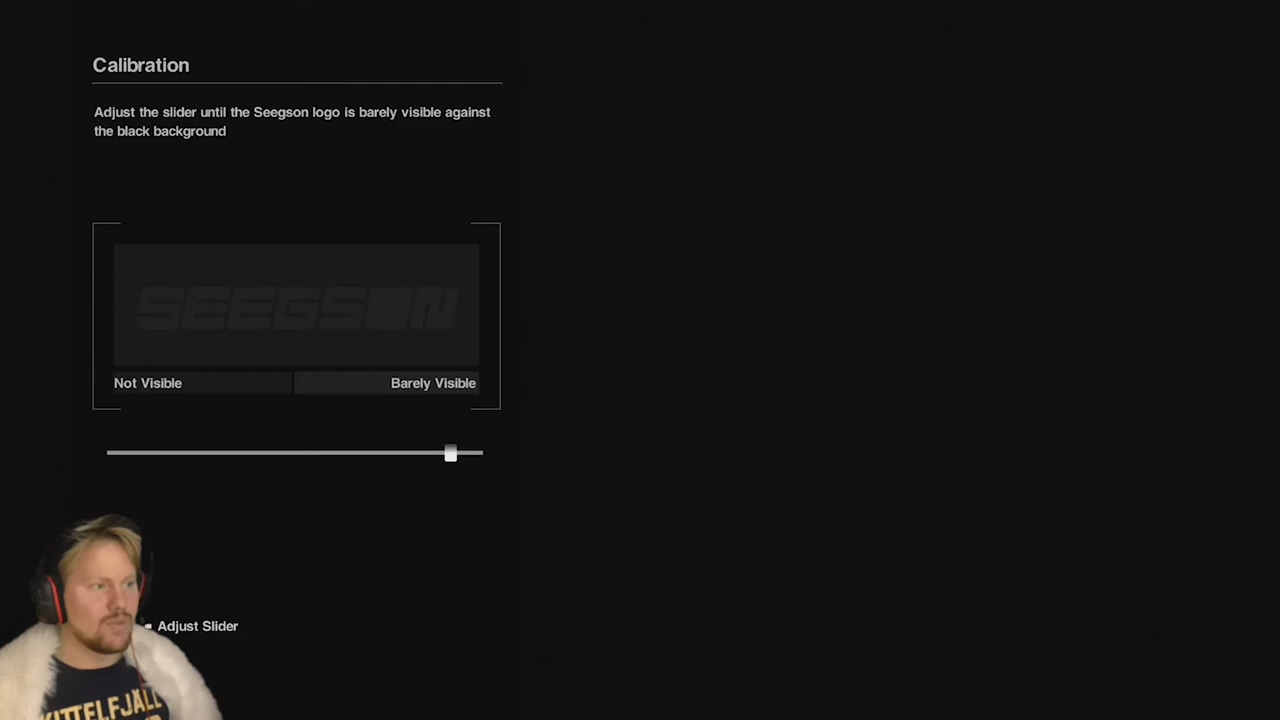 Calibration
Adjust the slider until the Seegson logo is barely visible against
the black background
SEEGSON
Not Visible
Barely Visible
Adjust Slider
KITTELFJÄLL